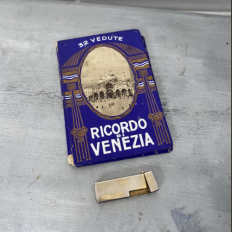 32 VEDUTE
RICORDO
DI
VENEZIA